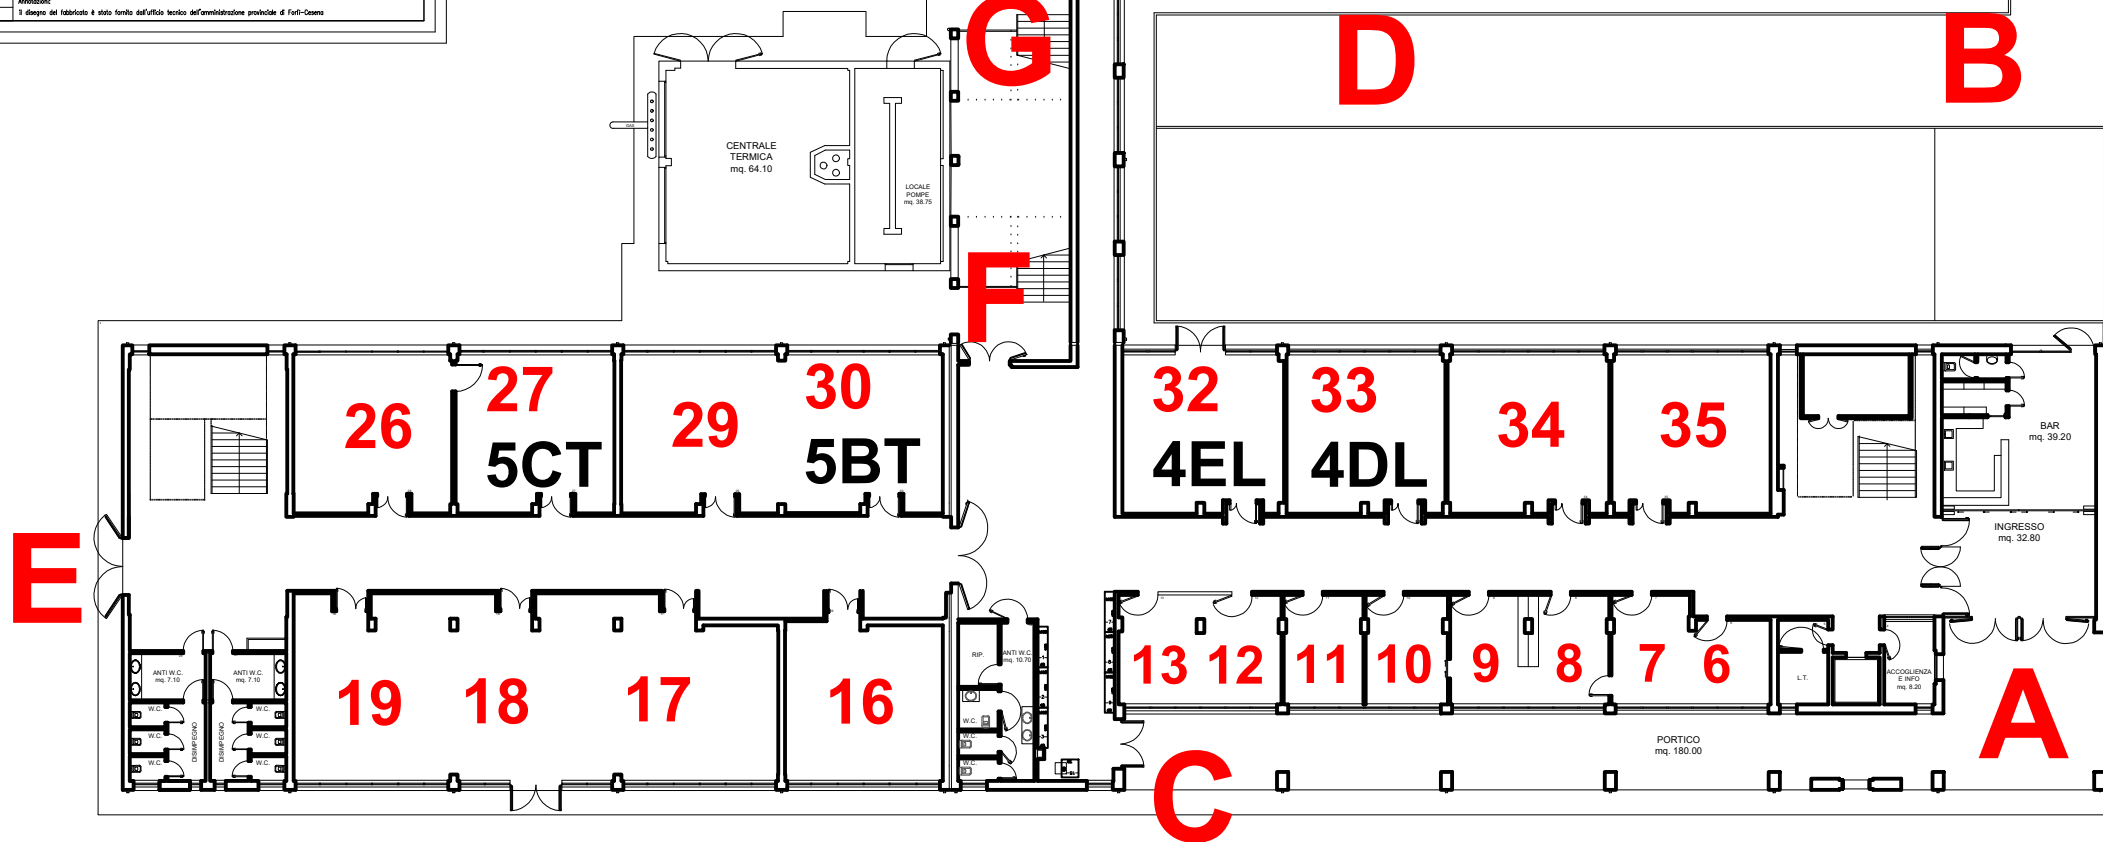 Annotazioni:
Il disegno del fabbricato è stato fornito dall'ufficio tecnico dell'amministrazione provinciale di Forlì-Cesena
G
D
B
CENTRALE
TERMICA
mq. 64.10
GAS
LOCALE
POMPE
mq. 38.75
F
26
27
5CT
29
30
5BT
32
4EL
33
4DL
34
35
BAR
mq. 39.20
INGRESSO
mq. 32.80
E
19
18
17
16
13
12
11
10
9
8
7
6
RIP.
ANTI W.C.
mq. 10.70
W.C.
W.C.
W.C.
ANTI W.C.
mq. 7.10
ANTI W.C.
mq. 7.10
W.C.
W.C.
W.C.
DISIMPEGNO
DISIMPEGNO
W.C.
W.C.
W.C.
L.T.
ACCOGLIENZA
E INFO
mq. 8.20
A
PORTICO
mq. 180.00
C